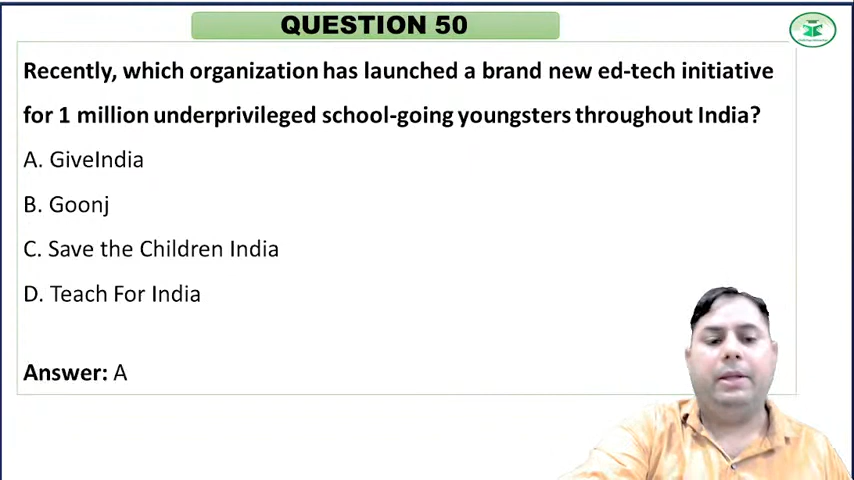 QUESTION 50
Recently, which organization has launched a brand new ed-tech initiative
for 1 million underprivileged school-going youngsters throughout India?
A. GiveIndia
B. Goonj
C. Save the Children India
D. Teach For India
Answer: A